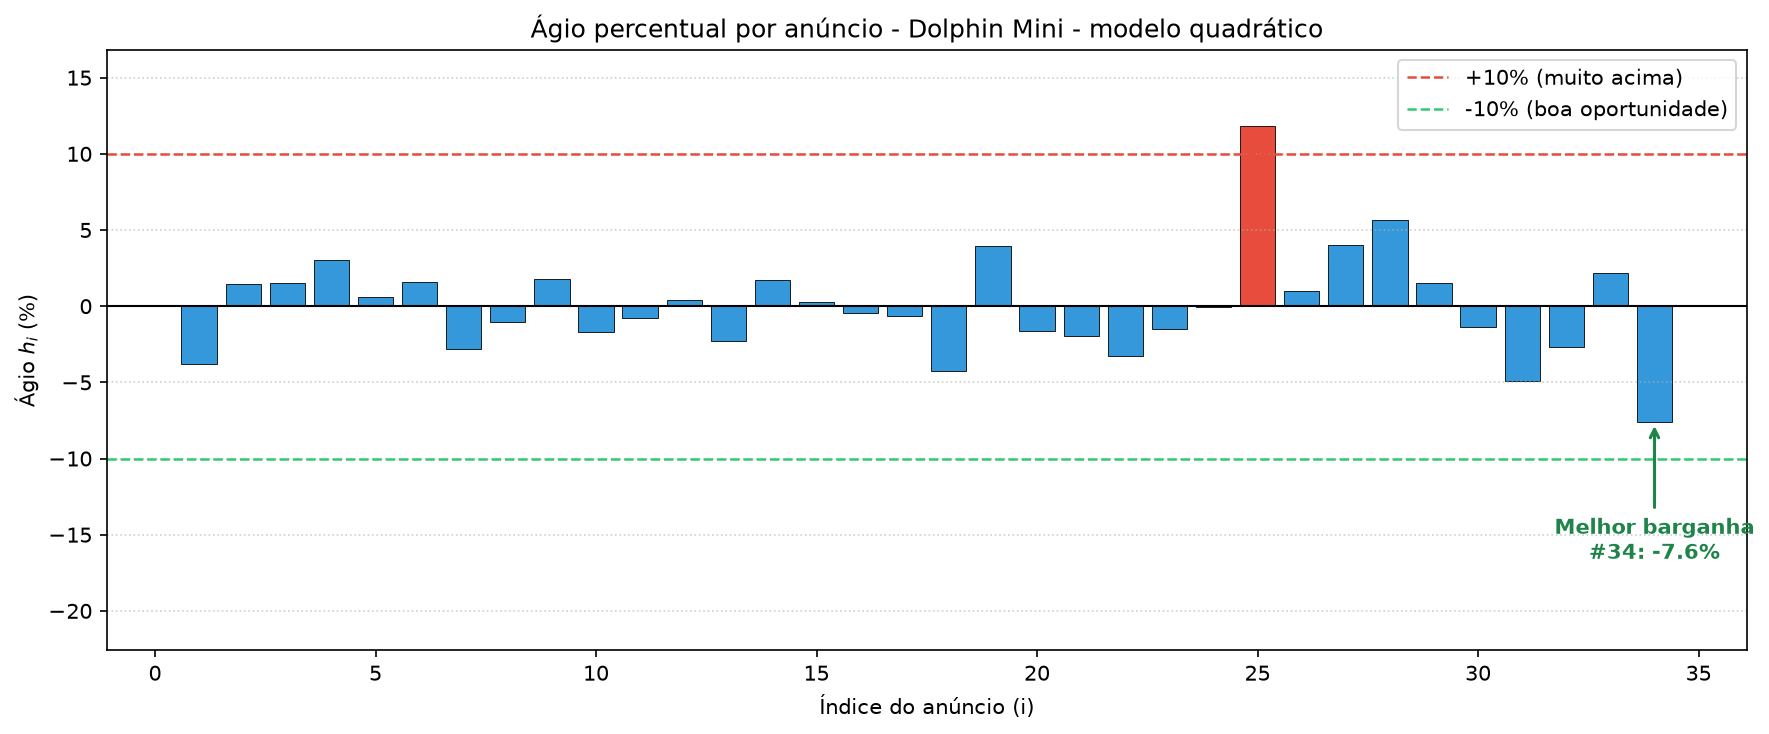 Ágio percentual por anúncio - Dolphin Mini - modelo quadrático
+10% (muito acima)
-10% (boa oportunidade)
Ágio hᵢ (%)
15
10
5
0
−5
−10
−15
−20
Melhor barganha
#34: -7.6%
0 5 10 15 20 25 30 35
Índice do anúncio (i)